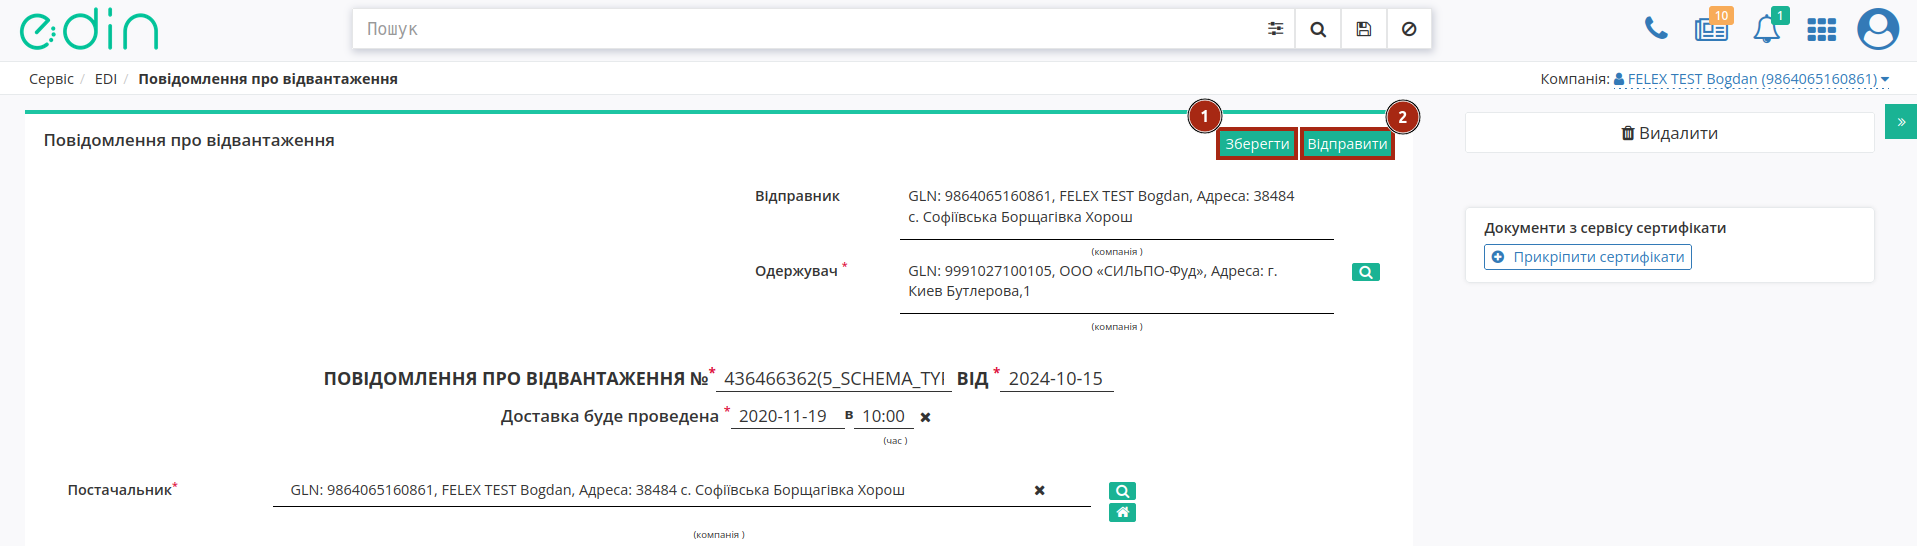 edin
Пошук
10
1
Сервіс / EDI / Повідомлення про відвантаження
Компанія: FELEX TEST Bogdan (9864065160861)
1
2
»
Повідомлення про відвантаження
Зберегти
Відправити
Видалити
Відправник
GLN: 9864065160861, FELEX TEST Bogdan, Адреса: 38484
с. Софіївська Борщагівка Хорош
(компанія )
Документи з сервісу сертифікати
Прикріпити сертифікати
Одержувач *
GLN: 9991027100105, ООО «СИЛЬПО-Фуд», Адреса: г.
Киев Бутлерова,1
(компанія )
ПОВІДОМЛЕННЯ ПРО ВІДВАНТАЖЕННЯ №* 436466362(5_SCHEMA_TYI ВІД * 2024-10-15
Доставка буде проведена * 2020-11-19 в 10:00
(час )
Постачальник* GLN: 9864065160861, FELEX TEST Bogdan, Адреса: 38484 с. Софіївська Борщагівка Хорош
(компанія )